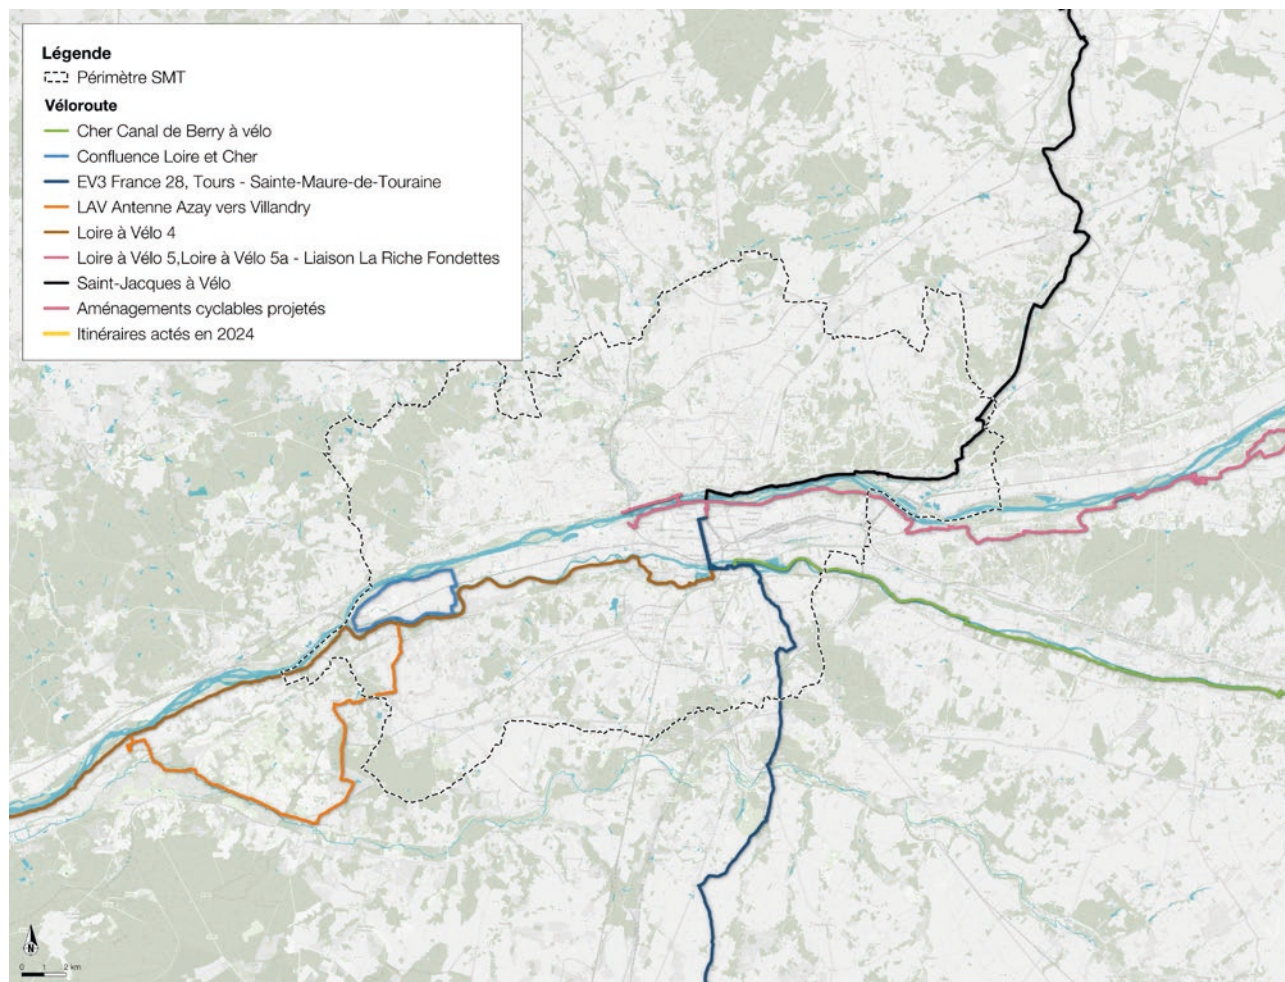 Légende
Périmètre SMT
Véloroute
Cher Canal de Berry à vélo
Confluence Loire et Cher
EV3 France 28, Tours - Sainte-Maure-de-Touraine
LAV Antenne Azay vers Villandry
Loire à Vélo 4
Loire à Vélo 5,Loire à Vélo 5a - Liaison La Riche Fondettes
Saint-Jacques à Vélo
Aménagements cyclables projetés
Itinéraires actés en 2024
N
0 1 2 km